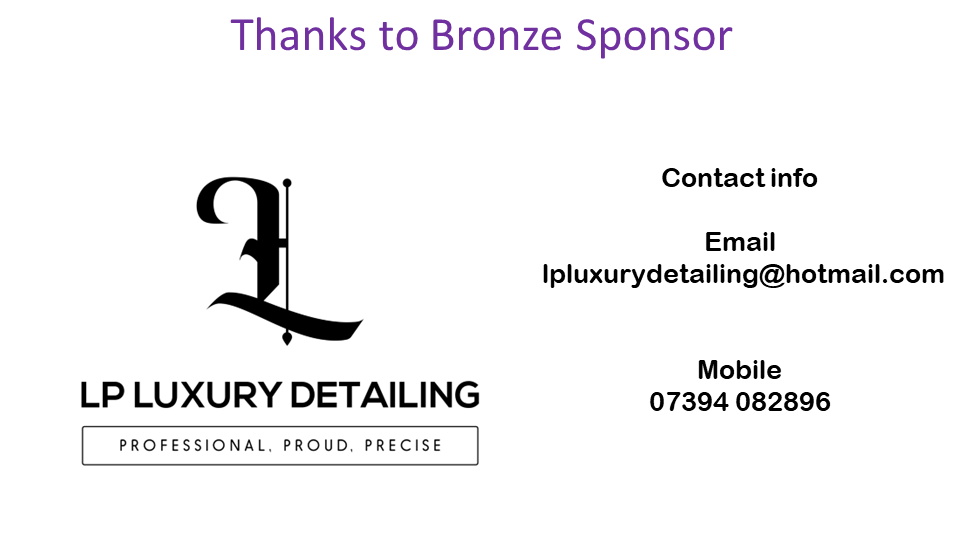 Thanks to Bronze Sponsor
LP LUXURY DETAILING
PROFESSIONAL, PROUD, PRECISE
Contact info
Email
lpluxurydetailing@hotmail.com
Mobile
07394 082896